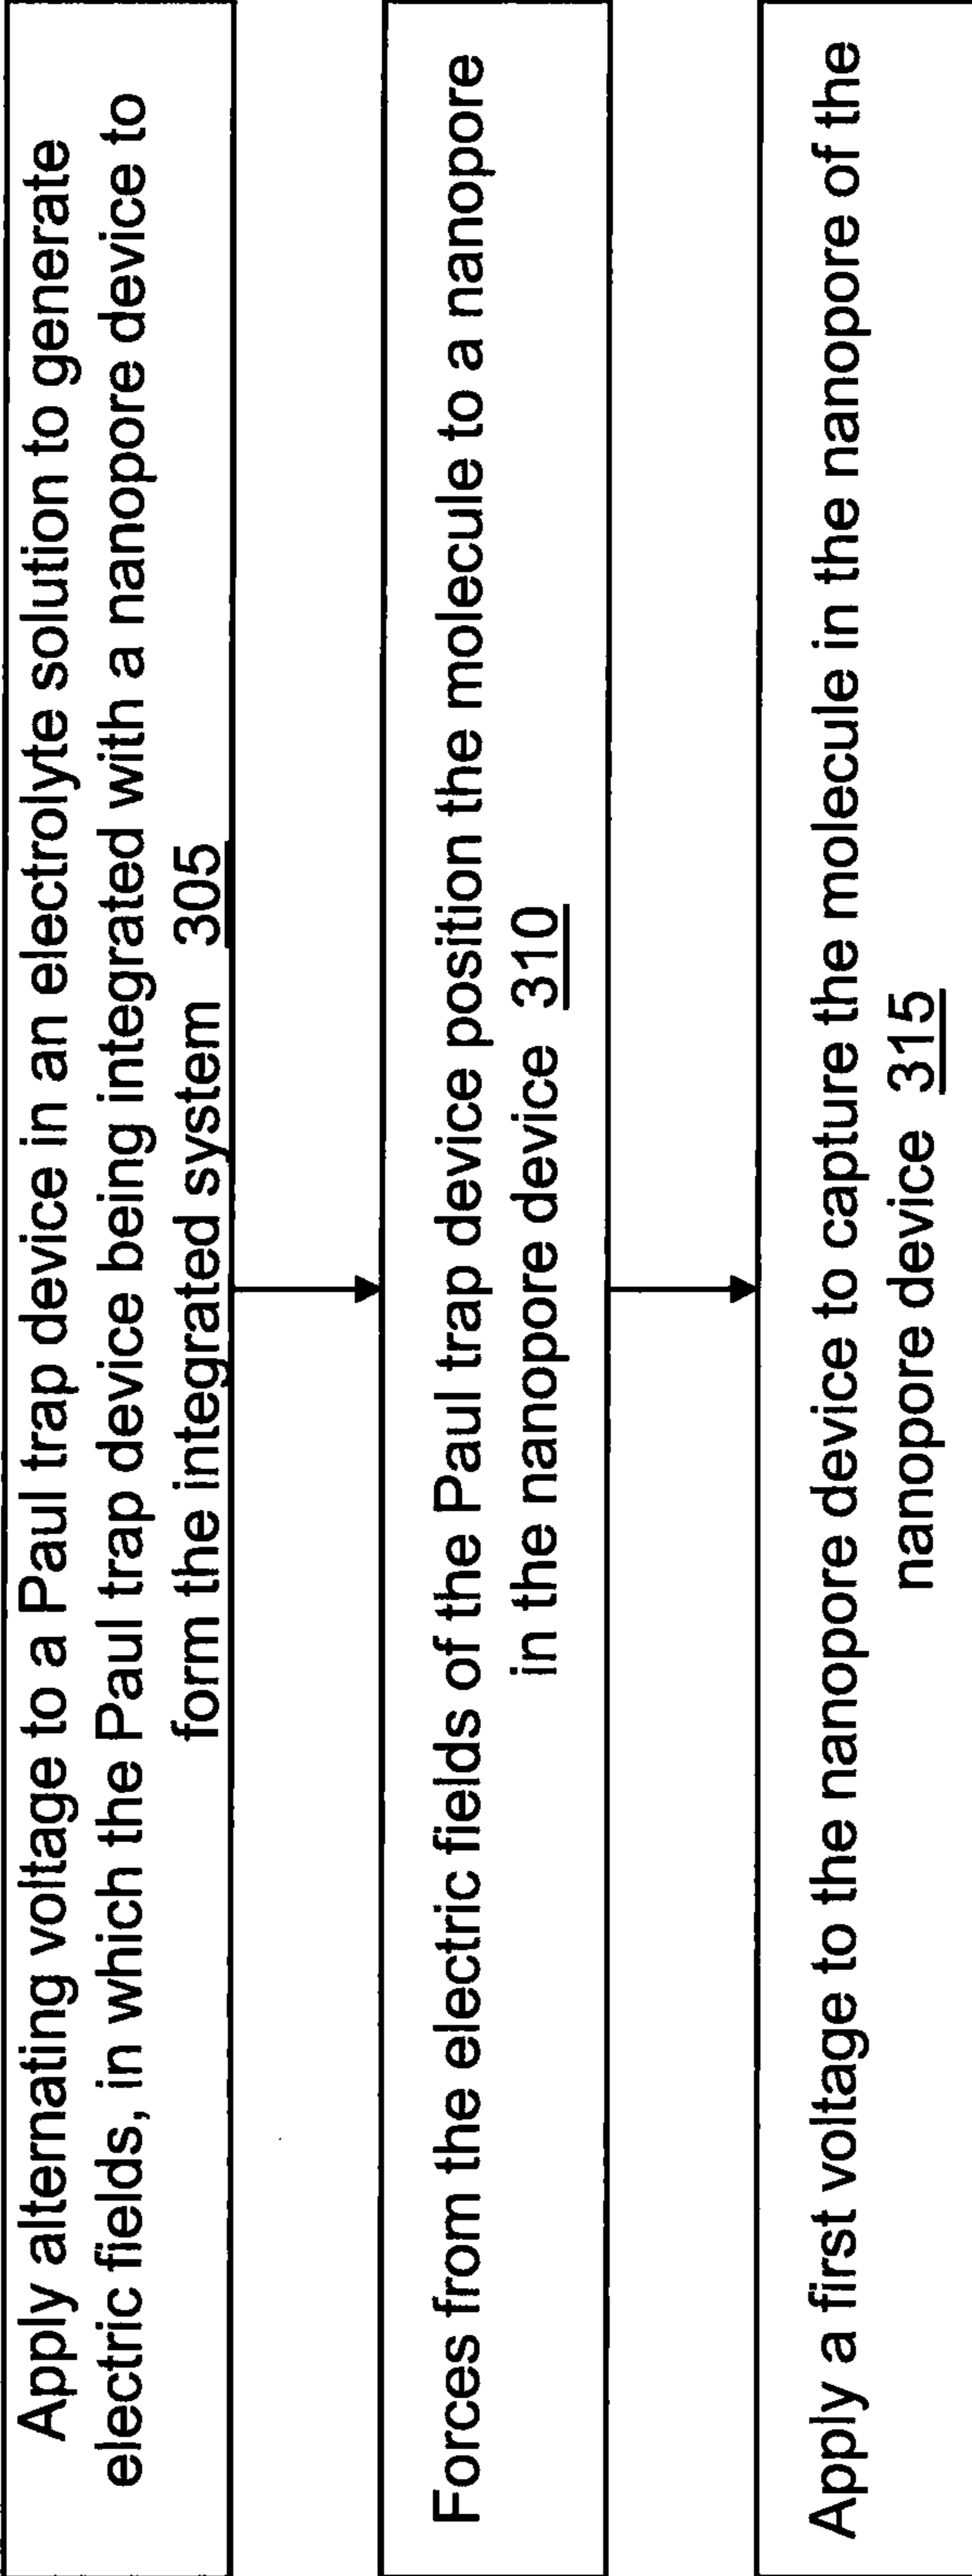 Apply alternating voltage to a Paul trap device in an electrolyte solution to generate
electric fields, in which the Paul trap device being integrated with a nanopore device to
form the integrated system 305
Forces from the electric fields of the Paul trap device position the molecule to a nanopore
in the nanopore device 310
Apply a first voltage to the nanopore device to capture the molecule in the nanopore of the
nanopore device 315